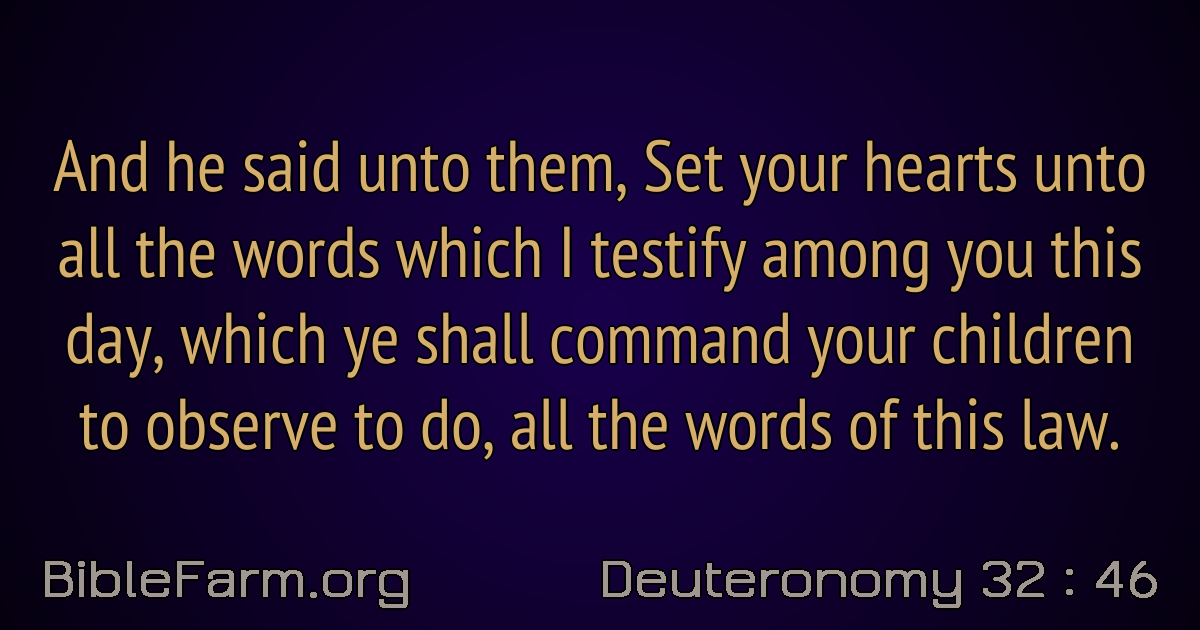 And he said unto them, Set your hearts unto
all the words which I testify among you this
day, which ye shall command your children
to observe to do, all the words of this law.
BibleFarm.org
Deuteronomy 32 : 46